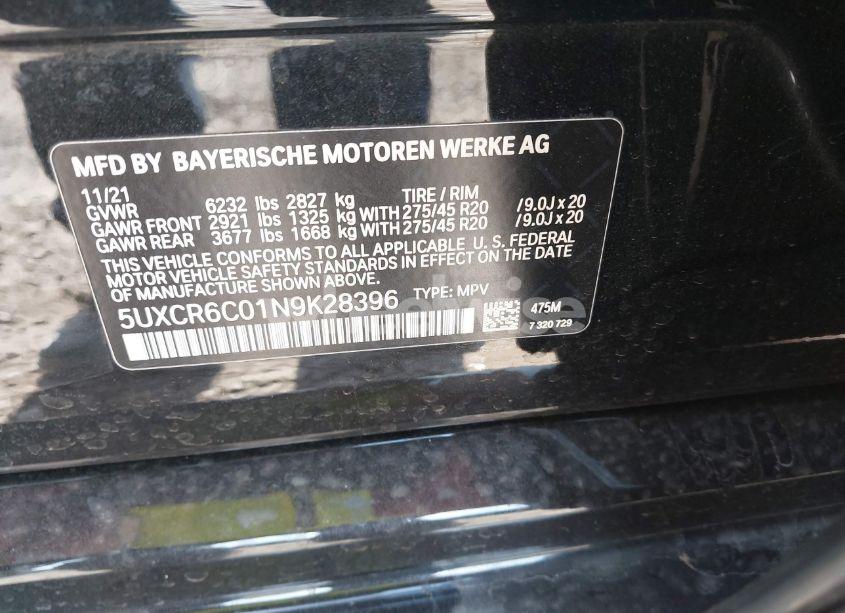 MFD BY BAYERISCHE MOTOREN WERKE AG
11/21 TIRE / RIM
GVWR 6232 lbs 2827 kg
GAWR FRONT 2921 lbs 1325 kg WITH 275/45 R20 /9.0J x 20
GAWR REAR 3677 lbs 1668 kg WITH 275/45 R20 /9.0J x 20
THIS VEHICLE CONFORMS TO ALL APPLICABLE U. S. FEDERAL
MOTOR VEHICLE SAFETY STANDARDS IN EFFECT ON THE DATE
OF MANUFACTURE SHOWN ABOVE.
5UXCR6C01N9K28396 TYPE: MPV
475M
7 320 729